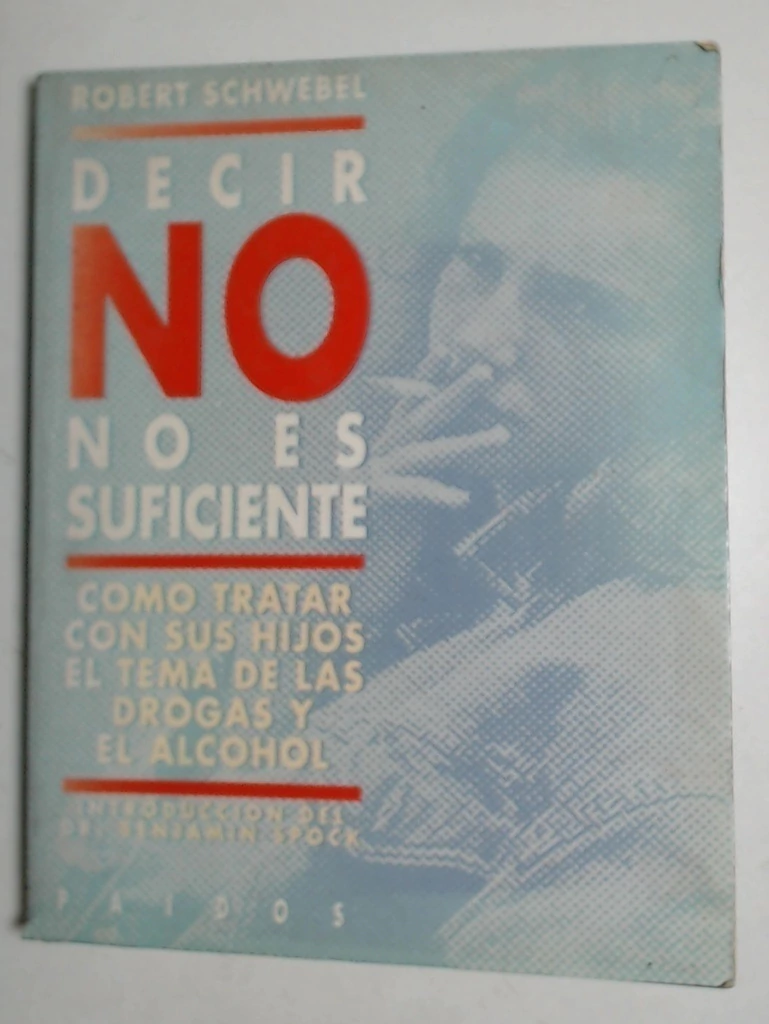 ROBERT SCHWEBEL
DECIR
NO
NO ES
SUFICIENTE
COMO TRATAR
CON SUS HIJOS
EL TEMA DE LAS
DROGAS Y
EL ALCOHOL
INTRODUCCION DEL
DR. BENJAMIN SPOCK
PAIDOS